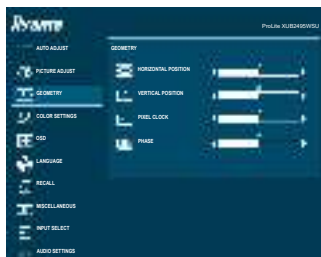 iiyama
ProLite XUB2495WSU
AUTO ADJUST
PICTURE ADJUST
GEOMETRY
COLOR SETTINGS
OSD
LANGUAGE
RECALL
MISCELLANEOUS
INPUT SELECT
AUDIO SETTINGS
GEOMETRY
HORIZONTAL POSITION
VERTICAL POSITION
PIXEL CLOCK
PHASE